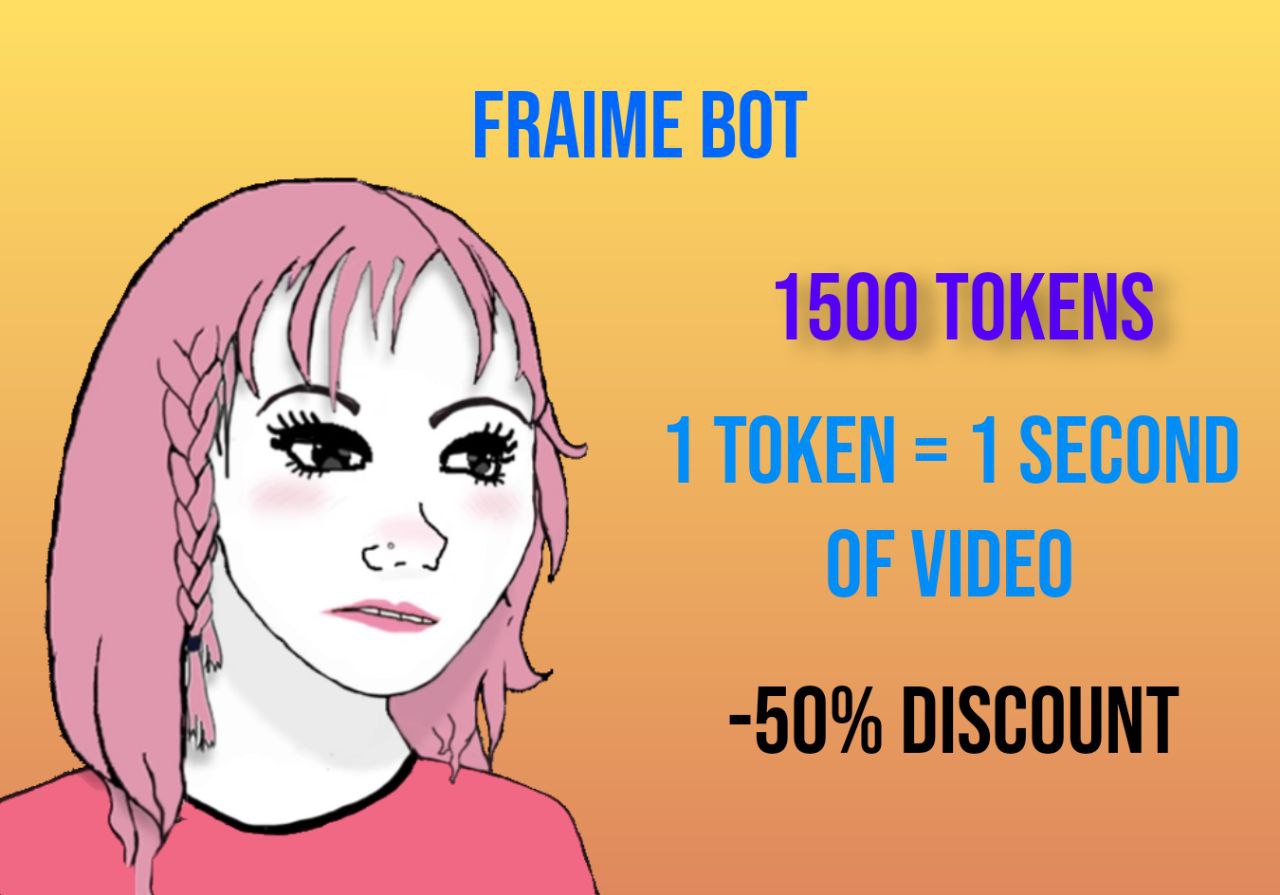 FRAIME BOT
1500 TOKENS
1 TOKEN = 1 SECOND
OF VIDEO
-50% DISCOUNT